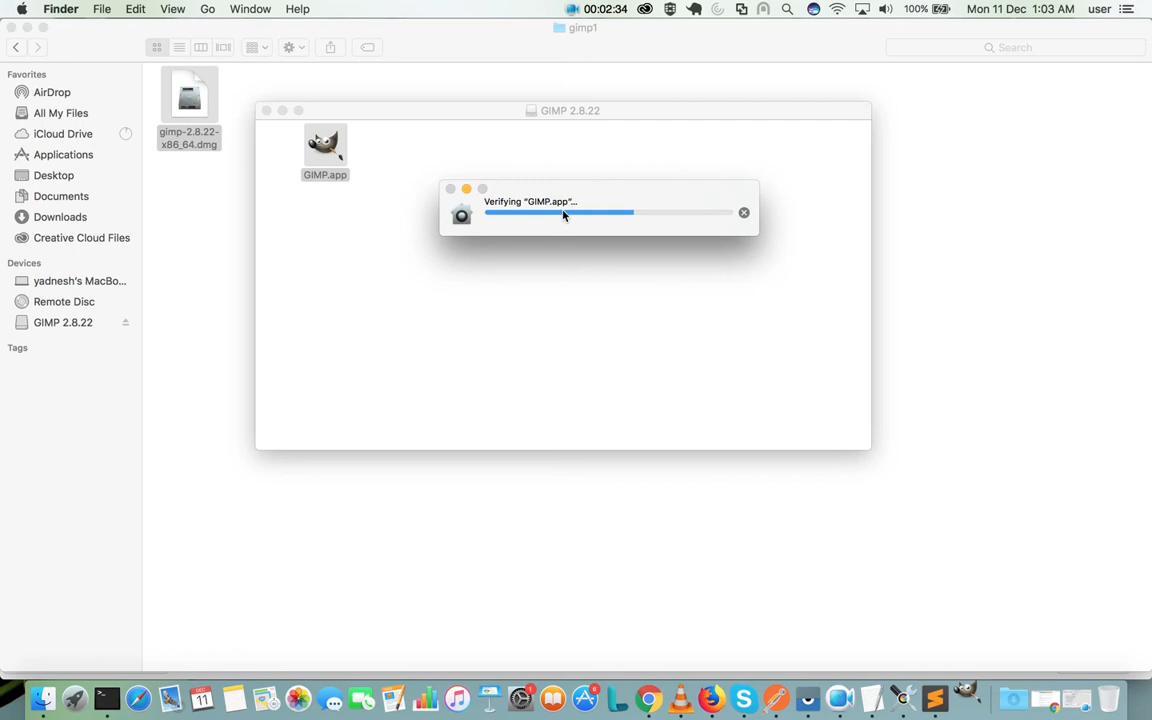 Finder File Edit View Go Window Help 00:02:34 100% Mon 11 Dec 1:03 AM user
gimp1
Search
Favorites
AirDrop
All My Files
iCloud Drive
Applications
Desktop
Documents
Downloads
Creative Cloud Files
Devices
yadnesh's MacBo...
Remote Disc
GIMP 2.8.22
Tags
gimp-2.8.22-
x86_64.dmg
GIMP 2.8.22
GIMP.app
Verifying "GIMP.app"...